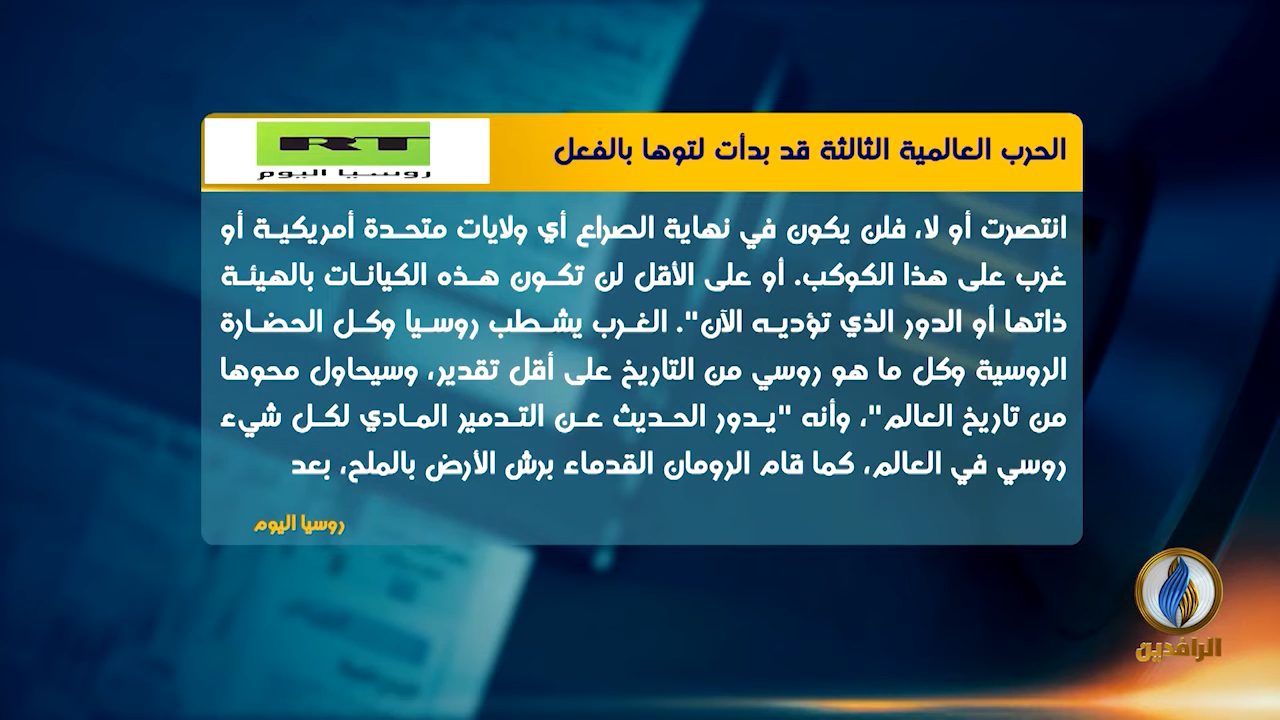 الحرب العالمية الثالثة قد بدأت لتوها بالفعل
RT
روسيا اليوم
انتصرت أو لا، فلن يكون في نهاية الصراع أي ولايات متحدة أمريكية أو
غرب على هذا الكوكب. أو على الأقل لن تكون هذه الكيانات بالهيئة
ذاتها أو الدور الذي تؤديه الآن". الغرب يشطب روسيا وكل الحضارة
الروسية وكل ما هو روسي من التاريخ على أقل تقدير، وسيحاول محوها
من تاريخ العالم"، وأنه "يدور الحديث عن التدمير المادي لكل شيء
روسي في العالم، كما قام الرومان القدماء برش الأرض بالملح، بعد
روسيا اليوم
الرافدين